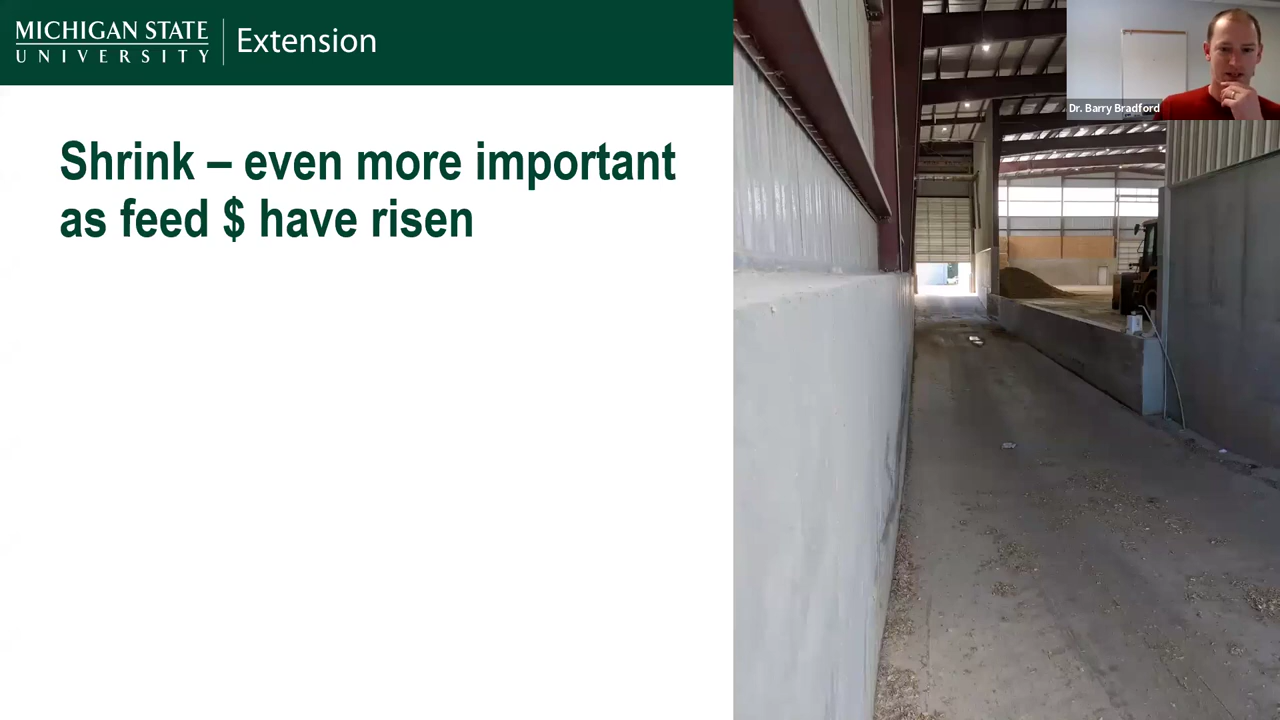 MICHIGAN STATE
UNIVERSITY
Extension
Shrink – even more important
as feed $ have risen
Dr. Barry Bradford